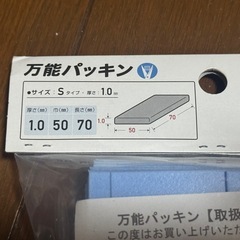 万能パッキン
●サイズ：Sタイプ・厚さ：1.0㎜
厚さ(㎜) 巾(㎜) 長さ(㎜)
1.0 50 70
1.0 50 70
万能パッキン【取扱
この度はお買い上げいただ